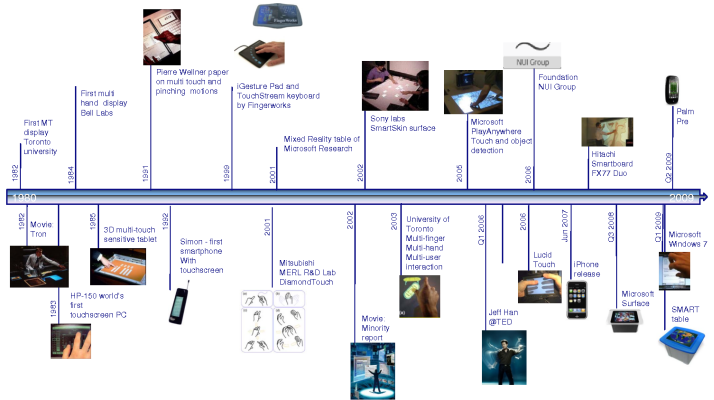 FingerWorks
Pierre Wellner paper
on multi touch and
pinching motions
iGesture Pad and
TouchStream keyboard
by Fingerworks
NUI Group
Foundation
NUI Group
First multi
hand display
Bell Labs
First MT
display
Toronto
university
Mixed Reality table of
Microsoft Research
Sony labs
SmartSkin surface
Microsoft
PlayAnywhere
Touch and object
detection
Hitachi
Smartboard
FX77 Duo
Palm
Pre
1982
1984
1991
1999
2001
2002
2005
2006
Q2 2009
1980
2009
1982
1983
1985
1992
2001
2002
2003
Q1 2006
2006
Jun 2007
Q3 2008
Q1 2009
Movie:
Tron
HP-150 world's
first
touchscreen PC
3D multi-touch
sensitive tablet
Simon - first
smartphone
With
touchscreen
Mitsubishi
MERL R&D Lab
DiamondTouch
Movie:
Minority
report
University of
Toronto
Multi-finger
Multi-hand
Multi-user
interaction
Jeff Han
@TED
Lucid
Touch
iPhone
release
Microsoft
Surface
Microsoft
Windows 7
SMART
table